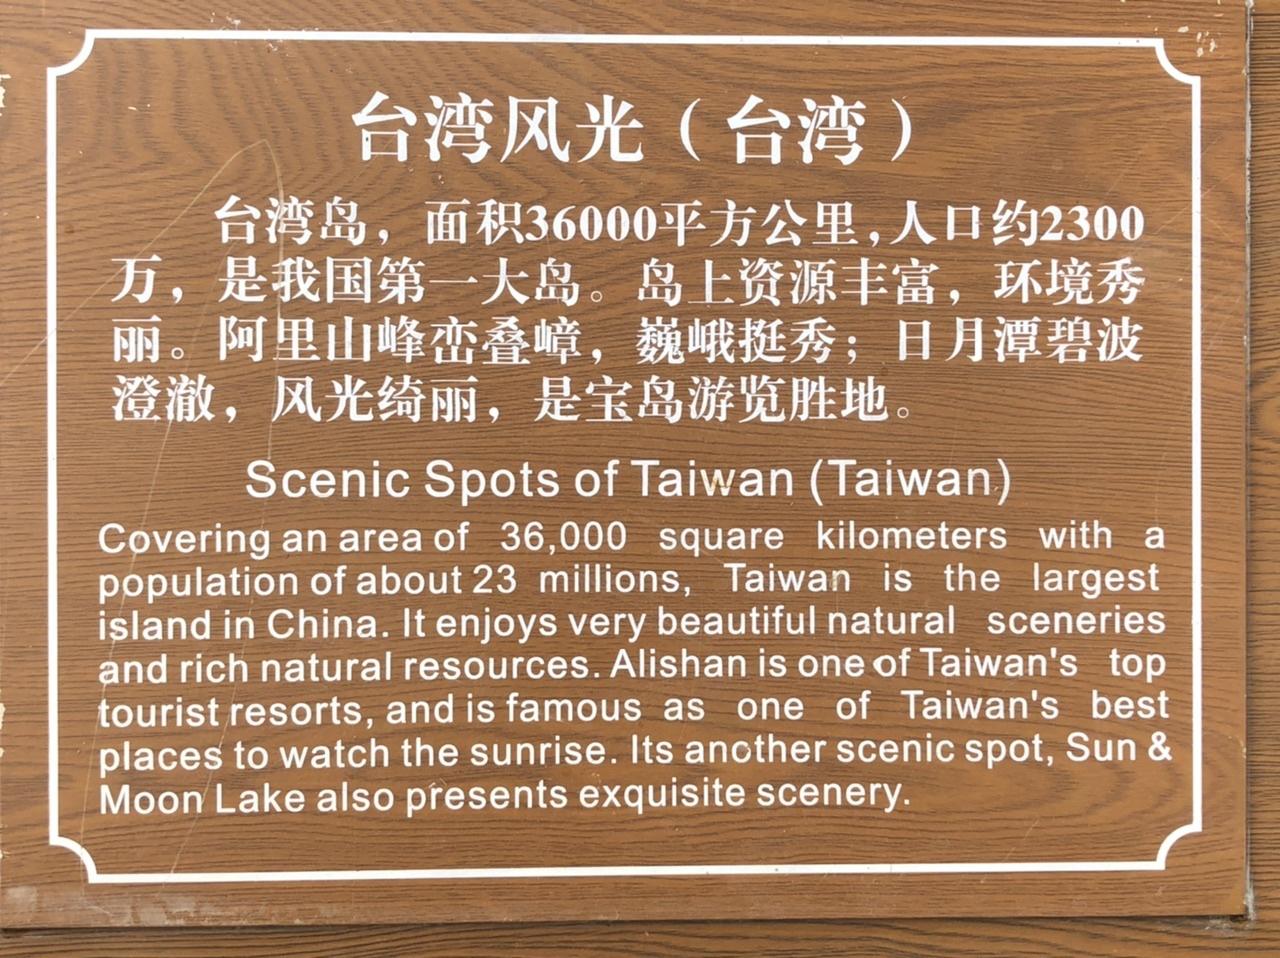 台湾风光（台湾）
台湾岛，面积36000平方公里,人口约2300
万，是我国第一大岛。岛上资源丰富，环境秀
丽。阿里山峰峦叠嶂，巍峨挺秀；日月潭碧波
澄澈，风光绮丽，是宝岛游览胜地。
Scenic Spots of Taiwan (Taiwan)
Covering an area of 36,000 square kilometers with a
population of about 23 millions, Taiwan is the largest
island in China. It enjoys very beautiful natural sceneries
and rich natural resources. Alishan is one of Taiwan's top
tourist resorts, and is famous as one of Taiwan's best
places to watch the sunrise. Its another scenic spot, Sun &
Moon Lake also presents exquisite scenery.